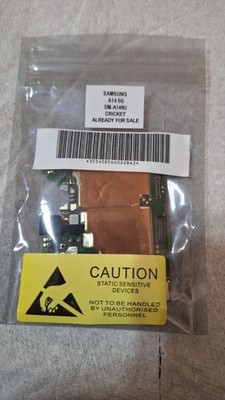 SAMSUNG
A14 5G
SM-A146U
CRICKET
ALREADY FOR SALE
CAUTION
STATIC SENSITIVE
DEVICES
NOT TO BE HANDLED
BY UNAUTHORISED
PERSONNEL